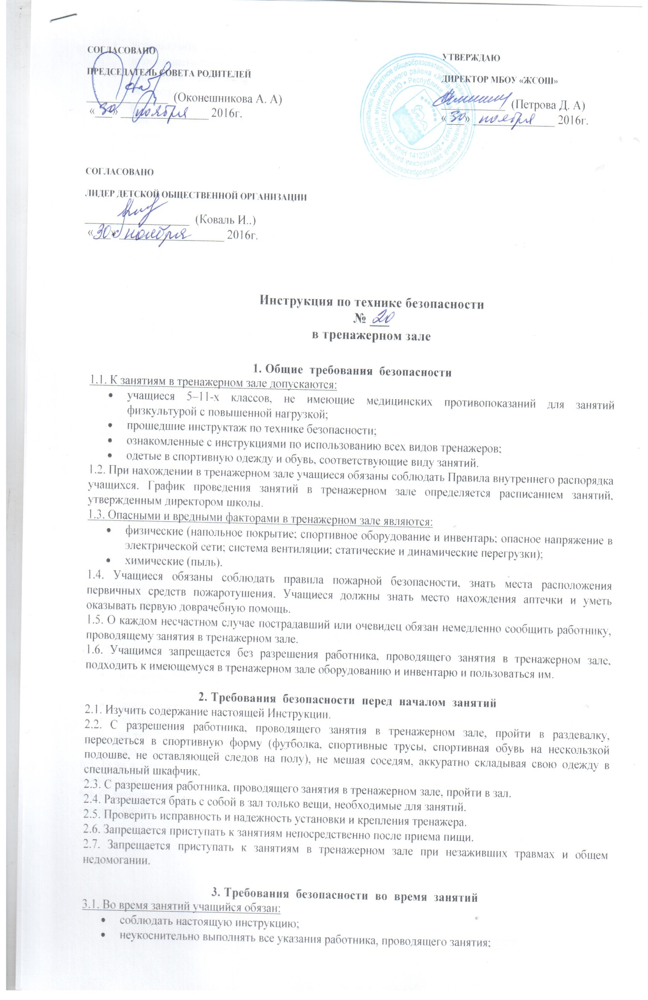 СОГЛАСОВАНО
ПРЕДСЕДАТЕЛЬ СОВЕТА РОДИТЕЛЕЙ
(Оконешникова А. А)
«30» ноября 2016г.
УТВЕРЖДАЮ
ДИРЕКТОР МБОУ «ЖСОШ»
(Петрова Д. А)
«30» ноября 2016г.
ИНН 1412261902
СОГЛАСОВАНО
ЛИДЕР ДЕТСКОЙ ОБЩЕСТВЕННОЙ ОРГАНИЗАЦИИ
(Коваль И..)
«30» ноября 2016г.
Инструкция по технике безопасности
№ 20
в тренажерном зале
1. Общие требования безопасности
1.1. К занятиям в тренажерном зале допускаются:
• учащиеся 5–11-х классов, не имеющие медицинских противопоказаний для занятий
физкультурой с повышенной нагрузкой;
• прошедшие инструктаж по технике безопасности;
• ознакомленные с инструкциями по использованию всех видов тренажеров;
• одетые в спортивную одежду и обувь, соответствующие виду занятий.
1.2. При нахождении в тренажерном зале учащиеся обязаны соблюдать Правила внутреннего распорядка
учащихся. График проведения занятий в тренажерном зале определяется расписанием занятий,
утвержденным директором школы.
1.3. Опасными и вредными факторами в тренажерном зале являются:
• физические (напольное покрытие; спортивное оборудование и инвентарь; опасное напряжение в
электрической сети; система вентиляции; статические и динамические перегрузки);
• химические (пыль).
1.4. Учащиеся обязаны соблюдать правила пожарной безопасности, знать места расположения
первичных средств пожаротушения. Учащиеся должны знать место нахождения аптечки и уметь
оказывать первую доврачебную помощь.
1.5. О каждом несчастном случае пострадавший или очевидец обязан немедленно сообщить работнику,
проводящему занятия в тренажерном зале.
1.6. Учащимся запрещается без разрешения работника, проводящего занятия в тренажерном зале,
подходить к имеющемуся в тренажерном зале оборудованию и инвентарю и пользоваться им.
2. Требования безопасности перед началом занятий
2.1. Изучить содержание настоящей Инструкции.
2.2. С разрешения работника, проводящего занятия в тренажерном зале, пройти в раздевалку,
переодеться в спортивную форму (футболка, спортивные трусы, спортивная обувь на нескользкой
подошве, не оставляющей следов на полу), не мешая соседям, аккуратно складывая свою одежду в
специальный шкафчик.
2.3. С разрешения работника, проводящего занятия в тренажерном зале, пройти в зал.
2.4. Разрешается брать с собой в зал только вещи, необходимые для занятий.
2.5. Проверить исправность и надежность установки и крепления тренажера.
2.6. Запрещается приступать к занятиям непосредственно после приема пищи.
2.7. Запрещается приступать к занятиям в тренажерном зале при незаживших травмах и общем
недомогании.
3. Требования безопасности во время занятий
3.1. Во время занятий учащийся обязан:
• соблюдать настоящую инструкцию;
• неукоснительно выполнять все указания работника, проводящего занятия;